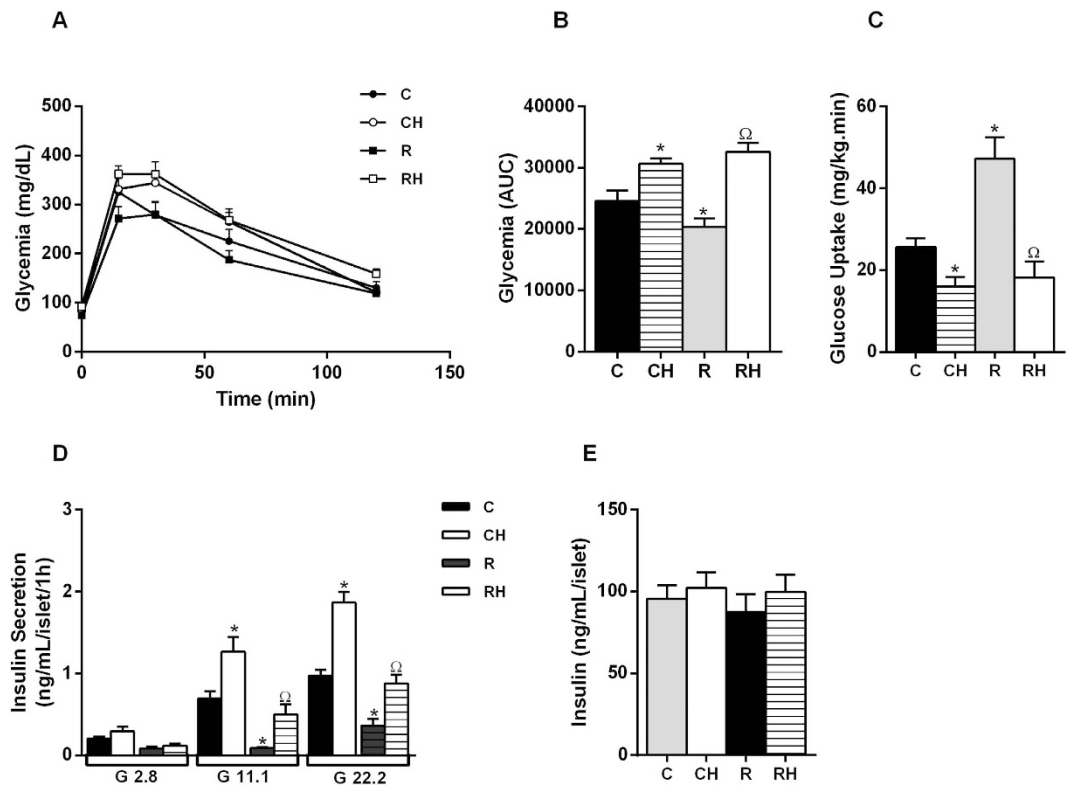 A
Glycemia (mg/dL)
500
400
300
200
100
0
0
50
100
150
Time (min)
C
CH
R
RH
B
Glycemia (AUC)
40000
30000
20000
10000
0
*
*
Ω
C
CH
R
RH
C
Glucose Uptake (mg/kg.min)
60
40
20
0
*
*
Ω
C
CH
R
RH
D
Insulin Secretion
(ng/mL/islet/1h)
3
2
1
0
*
*
Ω
*
*
Ω
G 2.8
G 11.1
G 22.2
C
CH
R
RH
E
Insulin (ng/mL/islet)
150
100
50
0
C
CH
R
RH